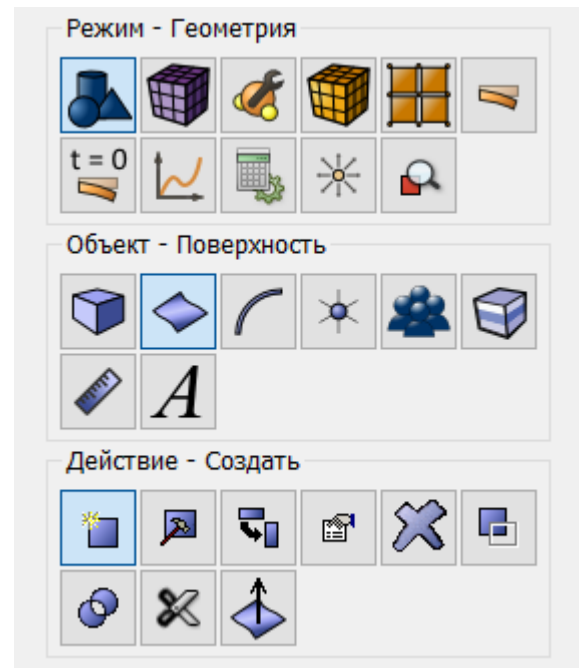 Режим - Геометрия
t = 0
Объект - Поверхность
A
Действие - Создать